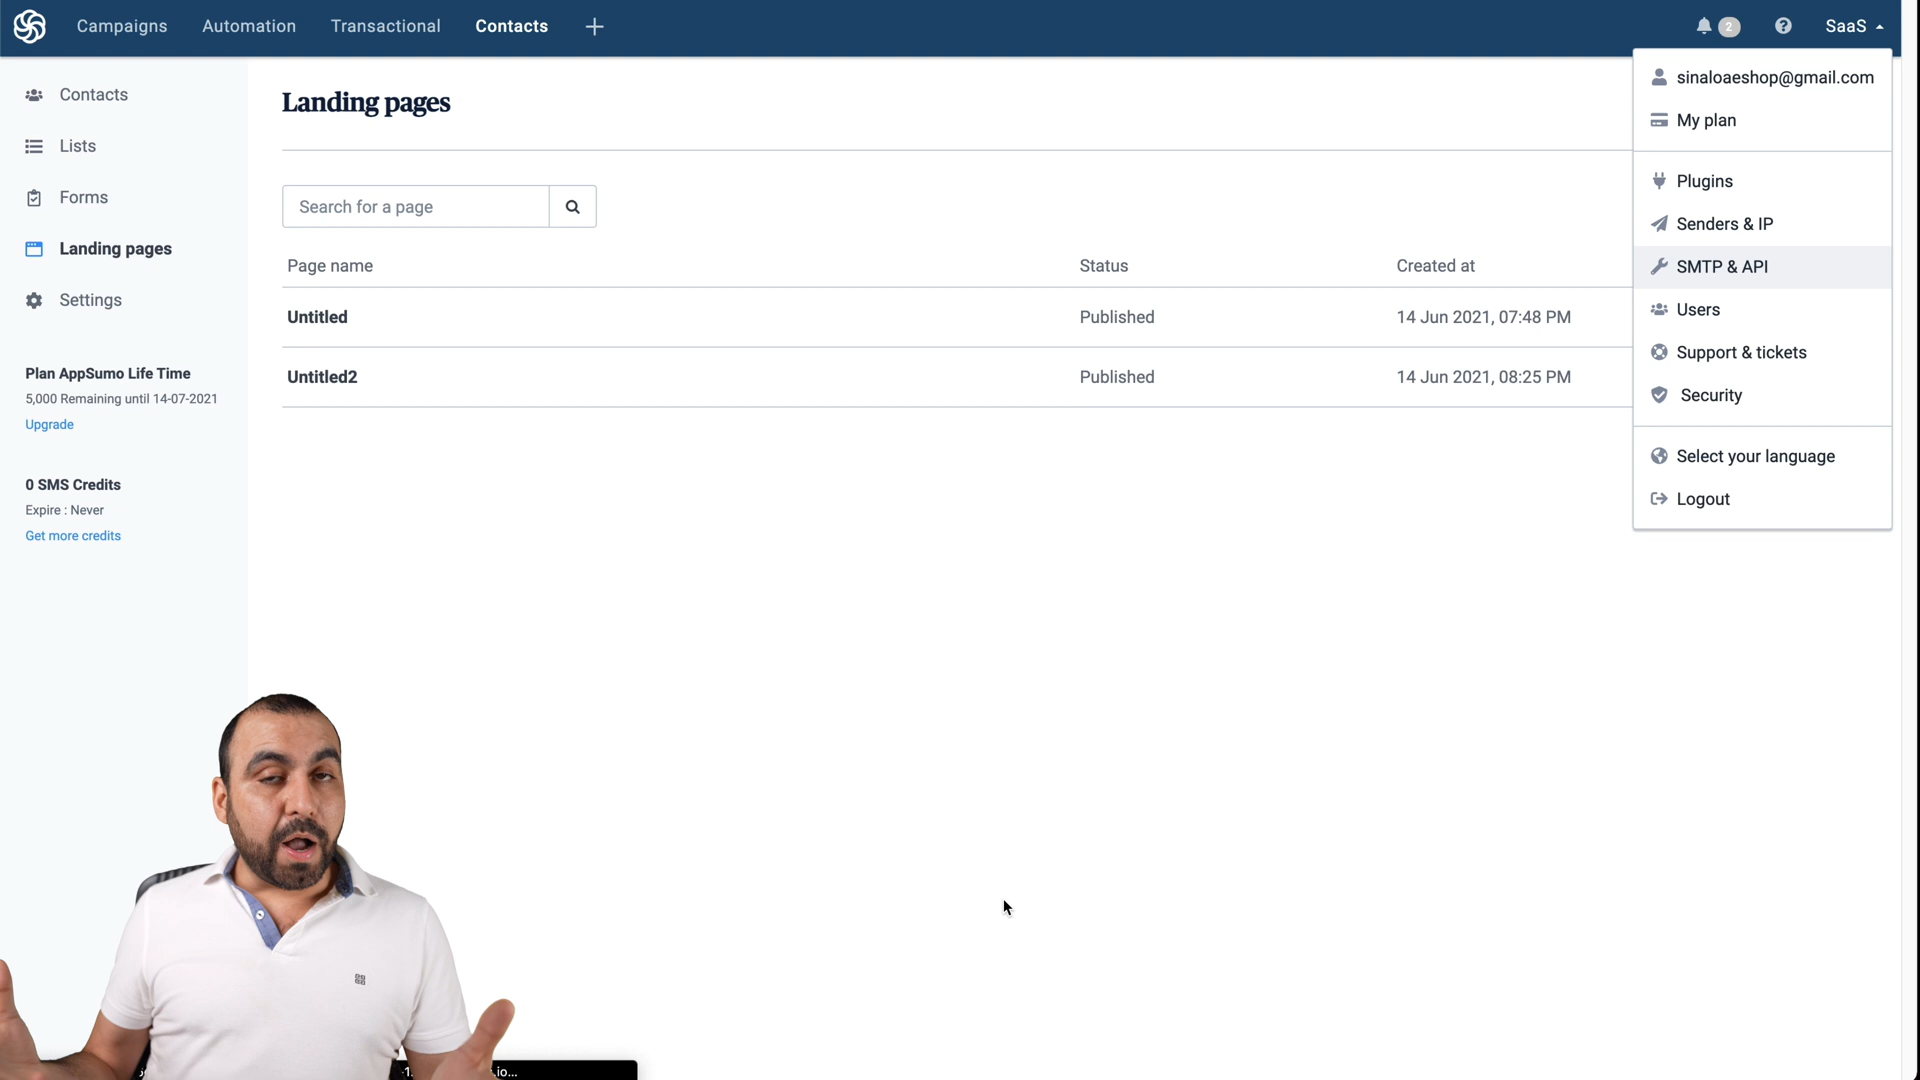 Campaigns Automation Transactional Contacts 2 SaaS
Contacts
Lists
Forms
Landing pages
Settings
Plan AppSumo Life Time
5,000 Remaining until 14-07-2021
Upgrade
0 SMS Credits
Expire : Never
Get more credits
Landing pages
Search for a page
Page name Status Created at
Untitled Published 14 Jun 2021, 07:48 PM
Untitled2 Published 14 Jun 2021, 08:25 PM
sinaloaeshop@gmail.com
My plan
Plugins
Senders & IP
SMTP & API
Users
Support & tickets
Security
Select your language
Logout